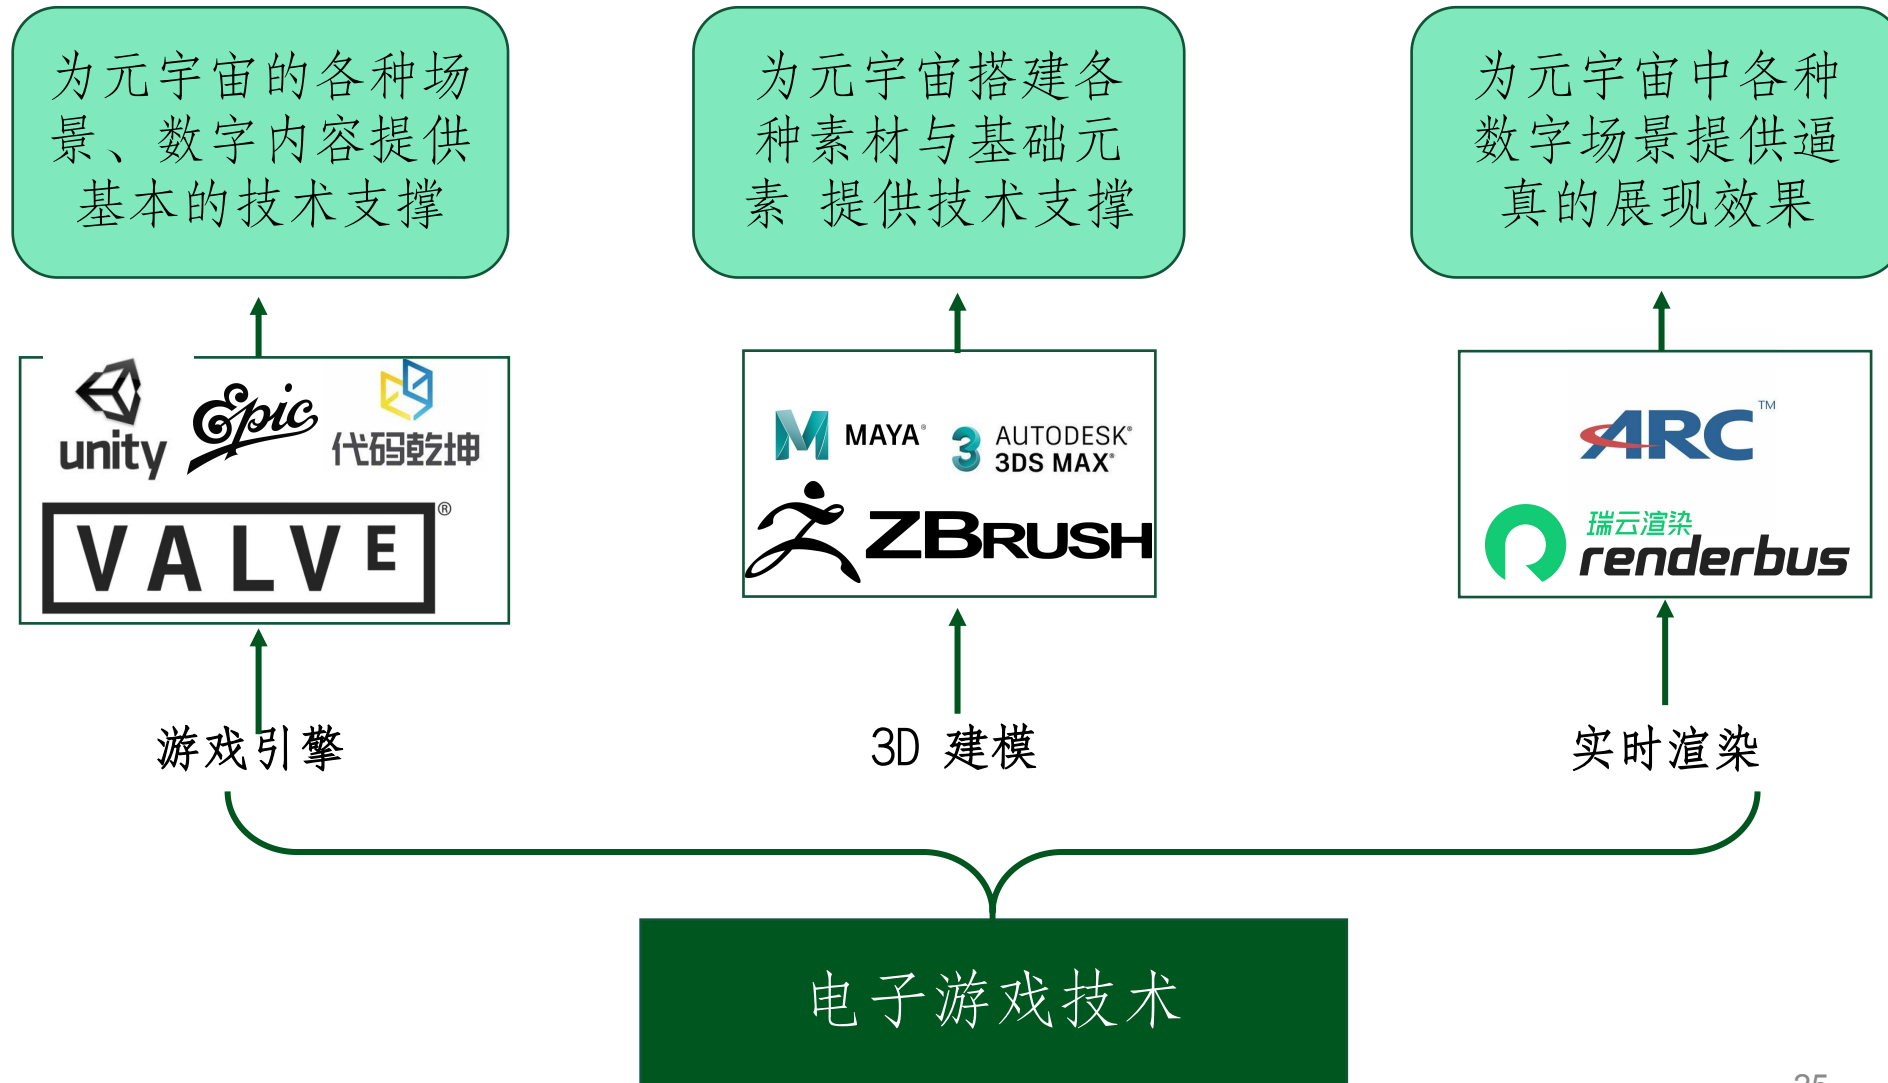 为元宇宙的各种场
景、数字内容提供
基本的技术支撑
为元宇宙搭建各
种素材与基础元
素 提供技术支撑
为元宇宙中各种
数字场景提供逼
真的展现效果
unity
Epic
代码乾坤
VALVE®
MAYA®
AUTODESK®
3DS MAX®
ZBRUSH
ARC™
瑞云渲染
renderbus
游戏引擎
3D 建模
实时渲染
电子游戏技术